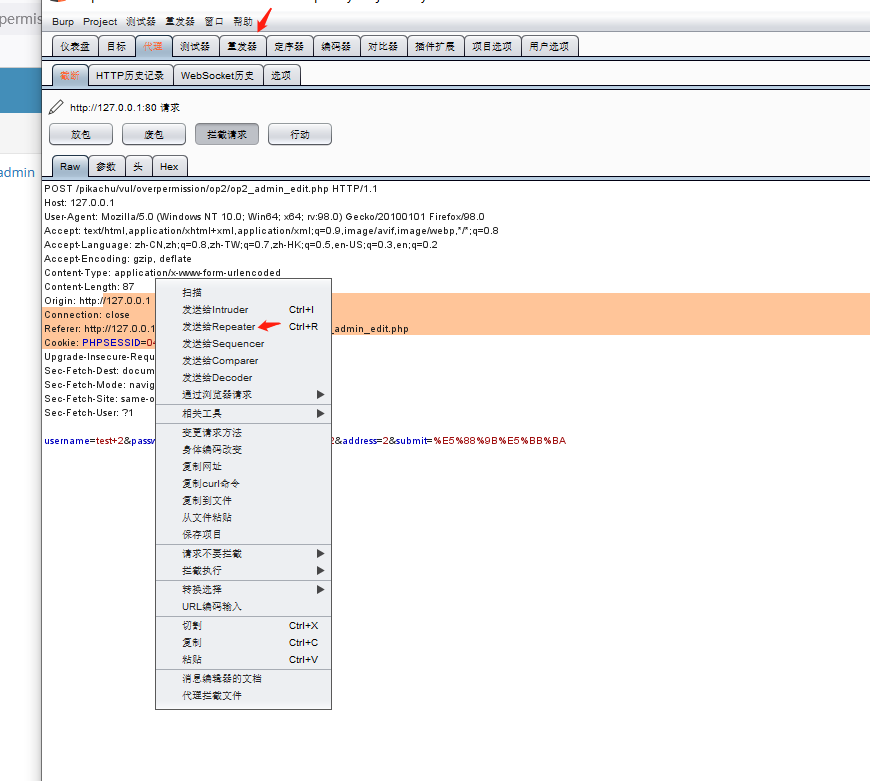 permis
Burp Project 测试器 重发器 窗口 帮助
仪表盘 目标 代理 测试器 重发器 定序器 编码器 对比器 插件扩展 项目选项 用户选项
截断 HTTP历史记录 WebSocket历史 选项
http://127.0.0.1:80 请求
放包 废包 拦截请求 行动
Raw 参数 头 Hex
admin
POST /pikachu/vul/overpermission/op2/op2_admin_edit.php HTTP/1.1
Host: 127.0.0.1
User-Agent: Mozilla/5.0 (Windows NT 10.0; Win64; x64; rv:98.0) Gecko/20100101 Firefox/98.0
Accept: text/html,application/xhtml+xml,application/xml;q=0.9,image/avif,image/webp,*/*;q=0.8
Accept-Language: zh-CN,zh;q=0.8,zh-TW;q=0.7,zh-HK;q=0.5,en-US;q=0.3,en;q=0.2
Accept-Encoding: gzip, deflate
Content-Type: application/x-www-form-urlencoded
Content-Length: 87
Origin: http://127.0.0.1
Connection: close
Referer: http://127.0.0.1 _admin_edit.php
Cookie: PHPSESSID=04
Upgrade-Insecure-Requ
Sec-Fetch-Dest: docum
Sec-Fetch-Mode: navig
Sec-Fetch-Site: same-o
Sec-Fetch-User: ?1
username=test+2&passw 2&address=2&submit=%E5%88%9B%E5%BB%BA
扫描
发送给Intruder Ctrl+I
发送给Repeater Ctrl+R
发送给Sequencer
发送给Comparer
发送给Decoder
通过浏览器请求
相关工具
变更请求方法
身体编码改变
复制网址
复制curl命令
复制到文件
从文件粘贴
保存项目
请求不要拦截
拦截执行
转换选择
URL编码输入
切割 Ctrl+X
复制 Ctrl+C
粘贴 Ctrl+V
消息编辑器的文档
代理拦截文件